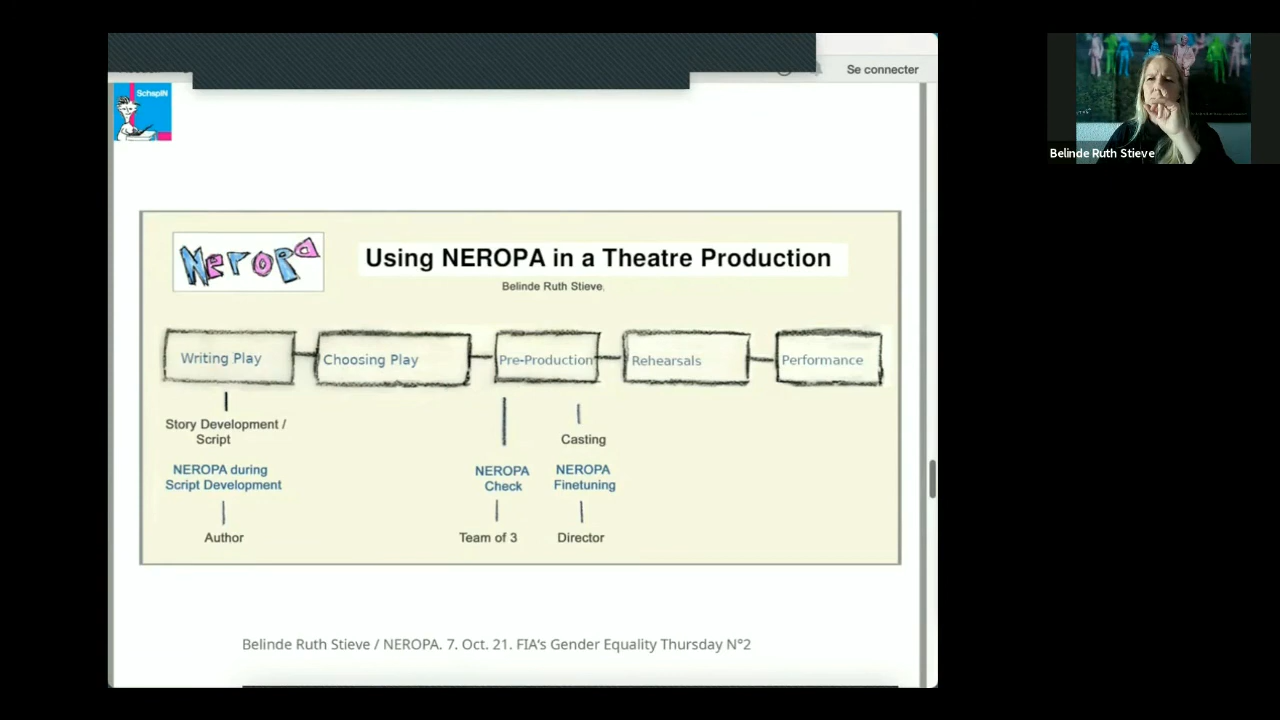 Se connecter
SchspIN
Neropa
Using NEROPA in a Theatre Production
Belinde Ruth Stieve.
Writing Play
Choosing Play
Pre-Production
Rehearsals
Performance
Story Development /
Script
Casting
NEROPA during
Script Development
NEROPA
Check
NEROPA
Finetuning
Author
Team of 3
Director
Belinde Ruth Stieve / NEROPA. 7. Oct. 21. FIA's Gender Equality Thursday N°2
Belinde Ruth Stieve